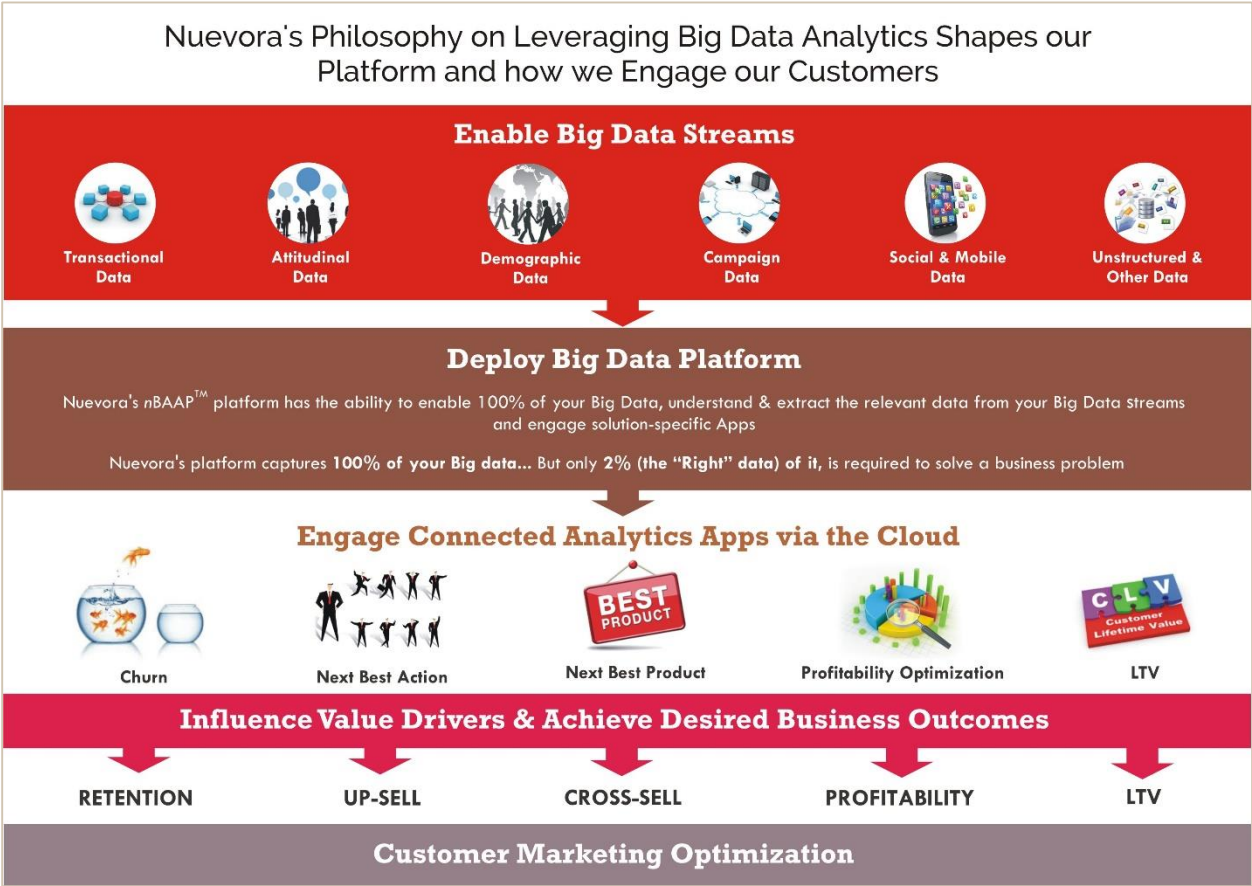 Nuevora's Philosophy on Leveraging Big Data Analytics Shapes our
Platform and how we Engage our Customers
Enable Big Data Streams
Transactional
Data
Attitudinal
Data
Demographic
Data
Campaign
Data
Social & Mobile
Data
Unstructured &
Other Data
Deploy Big Data Platform
Nuevora's nBAAP™ platform has the ability to enable 100% of your Big Data, understand & extract the relevant data from your Big Data streams
and engage solution-specific Apps
Nuevora's platform captures 100% of your Big data... But only 2% (the “Right” data) of it, is required to solve a business problem
Engage Connected Analytics Apps via the Cloud
BEST
PRODUCT
C L V
Customer
Lifetime Value
Churn
Next Best Action
Next Best Product
Profitability Optimization
LTV
Influence Value Drivers & Achieve Desired Business Outcomes
RETENTION
UP-SELL
CROSS-SELL
PROFITABILITY
LTV
Customer Marketing Optimization